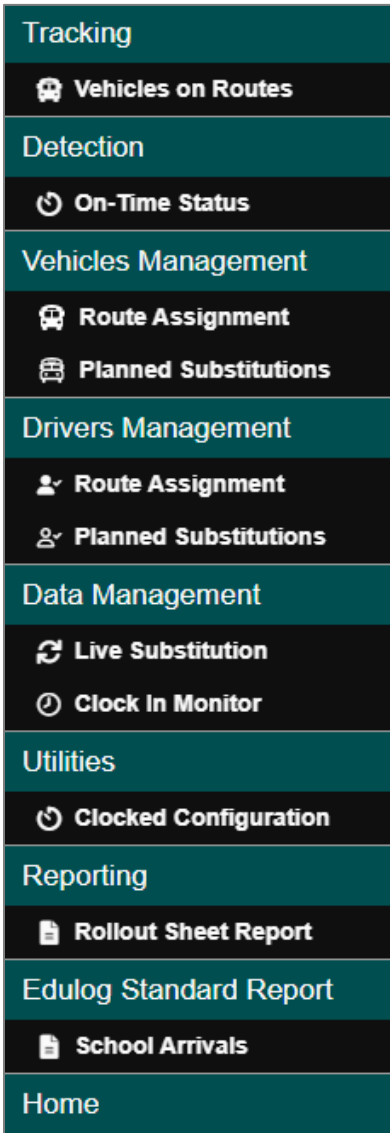 Tracking
Vehicles on Routes
Detection
On-Time Status
Vehicles Management
Route Assignment
Planned Substitutions
Drivers Management
Route Assignment
Planned Substitutions
Data Management
Live Substitution
Clock In Monitor
Utilities
Clocked Configuration
Reporting
Rollout Sheet Report
Edulog Standard Report
School Arrivals
Home